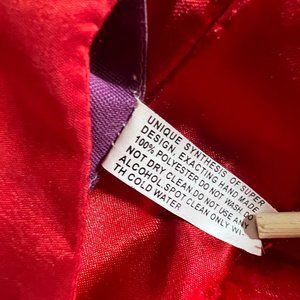 UNIQUE SYNTHESIS OF SUPER
DESIGN, EXACTING HAND MADE
100% POLYESTER DO NOT WASH DO
NOT DRY CLEAN.DO NOT USE ANY
ALCOHOL.SPOT CLEAN ONLY WI
TH COLD WATER